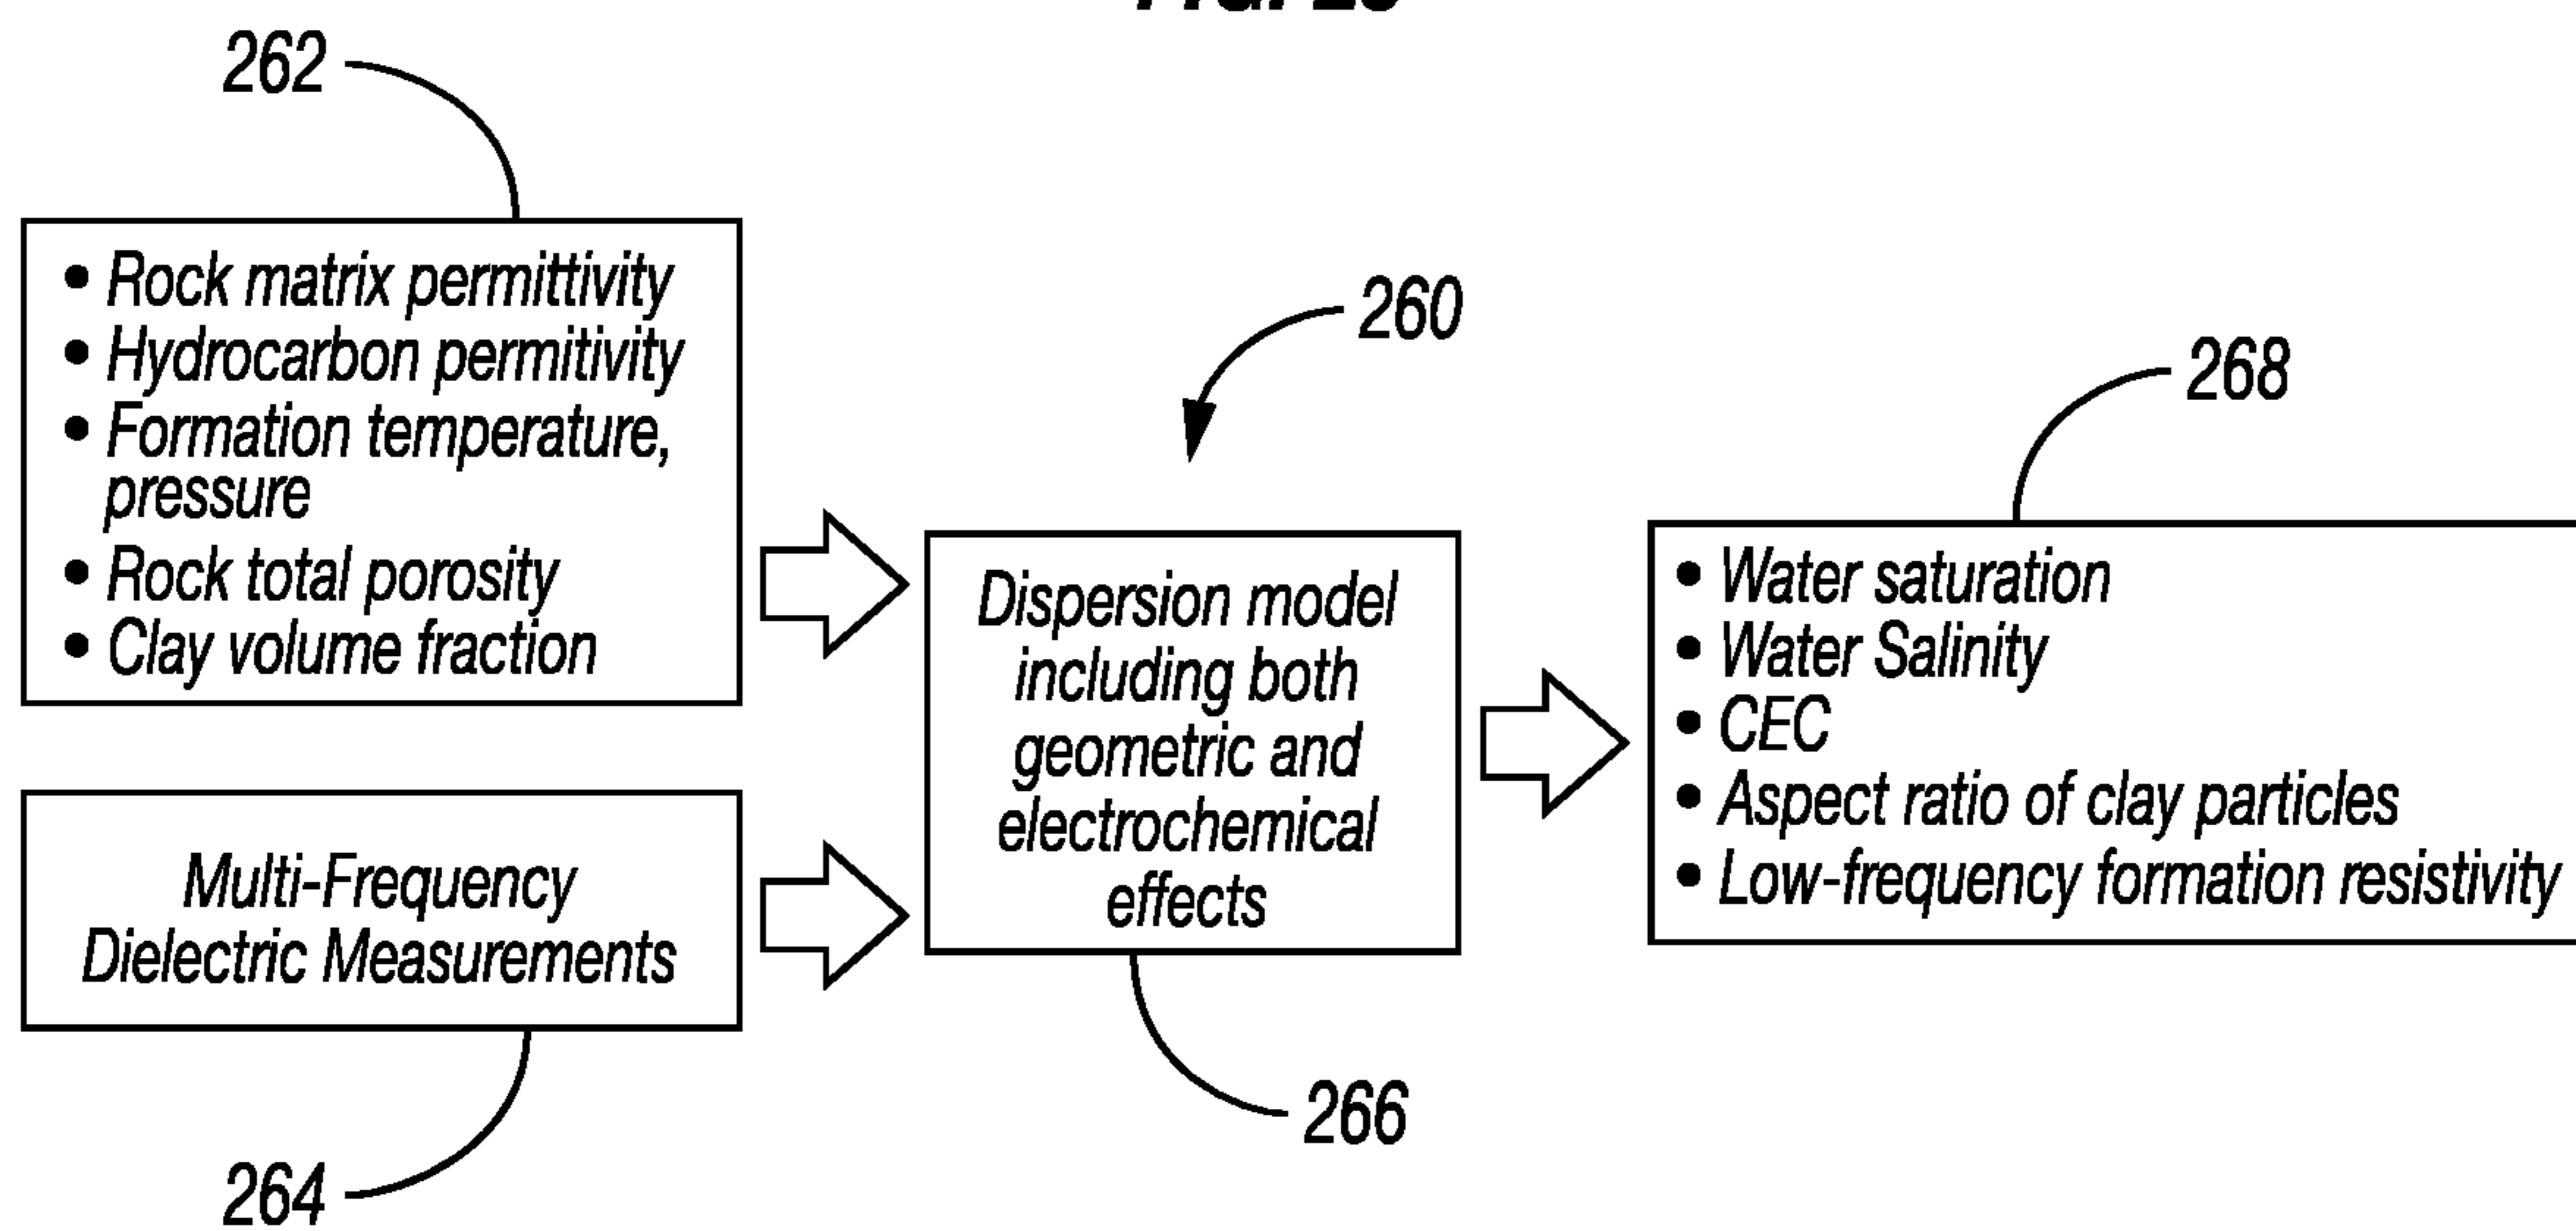 262
• Rock matrix permittivity
• Hydrocarbon permitivity
• Formation temperature,
pressure
• Rock total porosity
• Clay volume fraction
260
268
Dispersion model
including both
geometric and
electrochemical
effects
• Water saturation
• Water Salinity
• CEC
• Aspect ratio of clay particles
• Low-frequency formation resistivity
Multi-Frequency
Dielectric Measurements
266
264